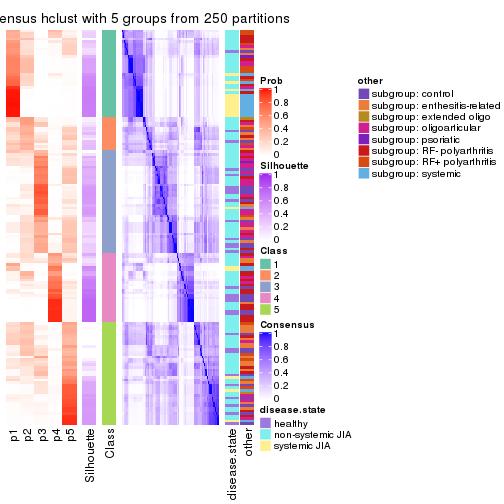 ensus hclust with 5 groups from 250 partitions
Prob
1
0.8
0.6
0.4
0.2
0
Silhouette
1
0.8
0.6
0.4
0.2
0
Class
1
2
3
4
5
Consensus
1
0.8
0.6
0.4
0.2
0
disease.state
healthy
non-systemic JIA
systemic JIA
other
subgroup: control
subgroup: enthesitis-related
subgroup: extended oligo
subgroup: oligoarticular
subgroup: psoriatic
subgroup: RF- polyarthritis
subgroup: RF+ polyarthritis
subgroup: systemic
p1
p2
p3
p4
p5
Silhouette
Class
disease.state
other